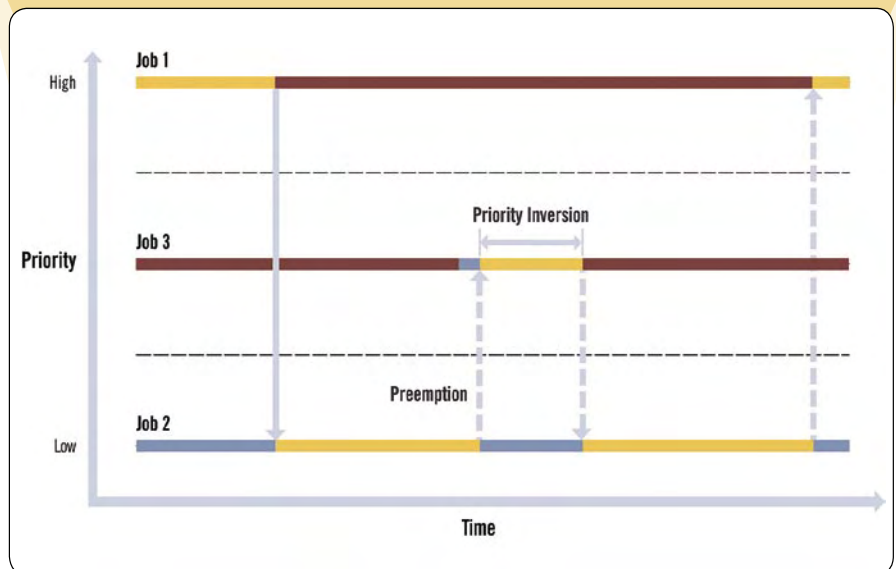 Job 1
High
Priority Inversion
Job 3
Priority
Preemption
Job 2
Low
Time